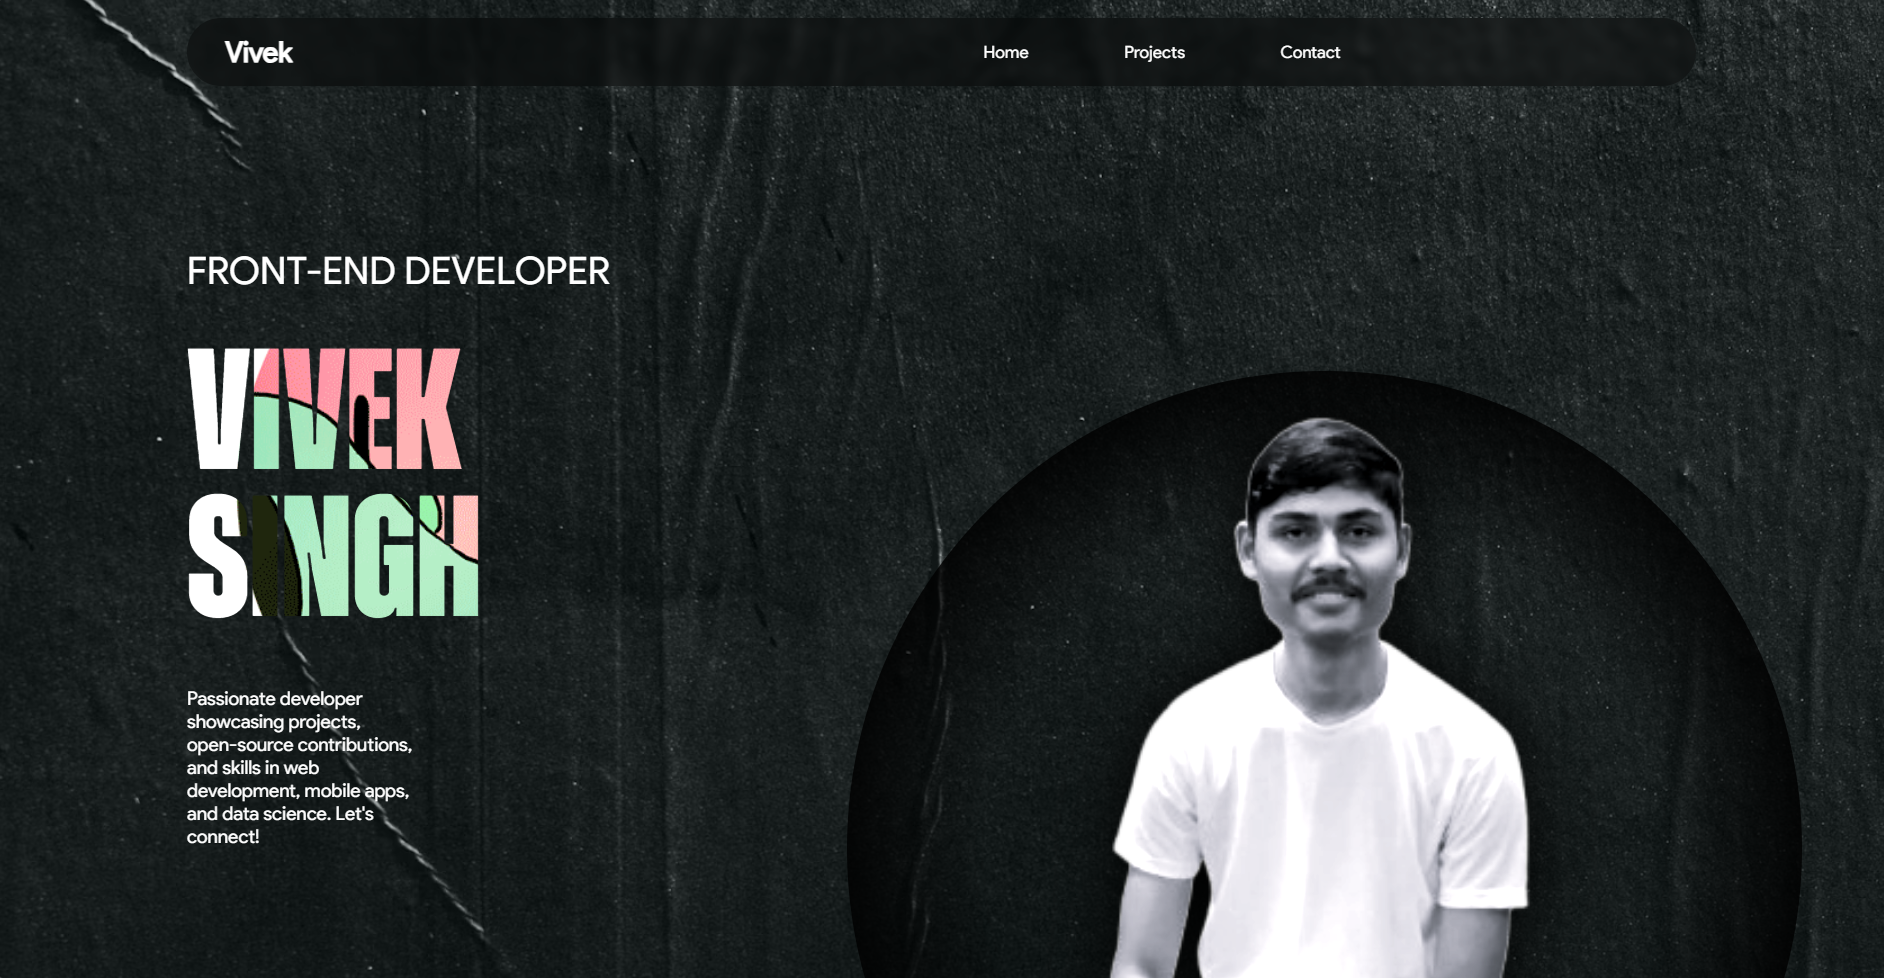 Vivek
Home
Projects
Contact
FRONT-END DEVELOPER
VIVEK
SINGH
Passionate developer
showcasing projects,
open-source contributions,
and skills in web
development, mobile apps,
and data science. Let's
connect!